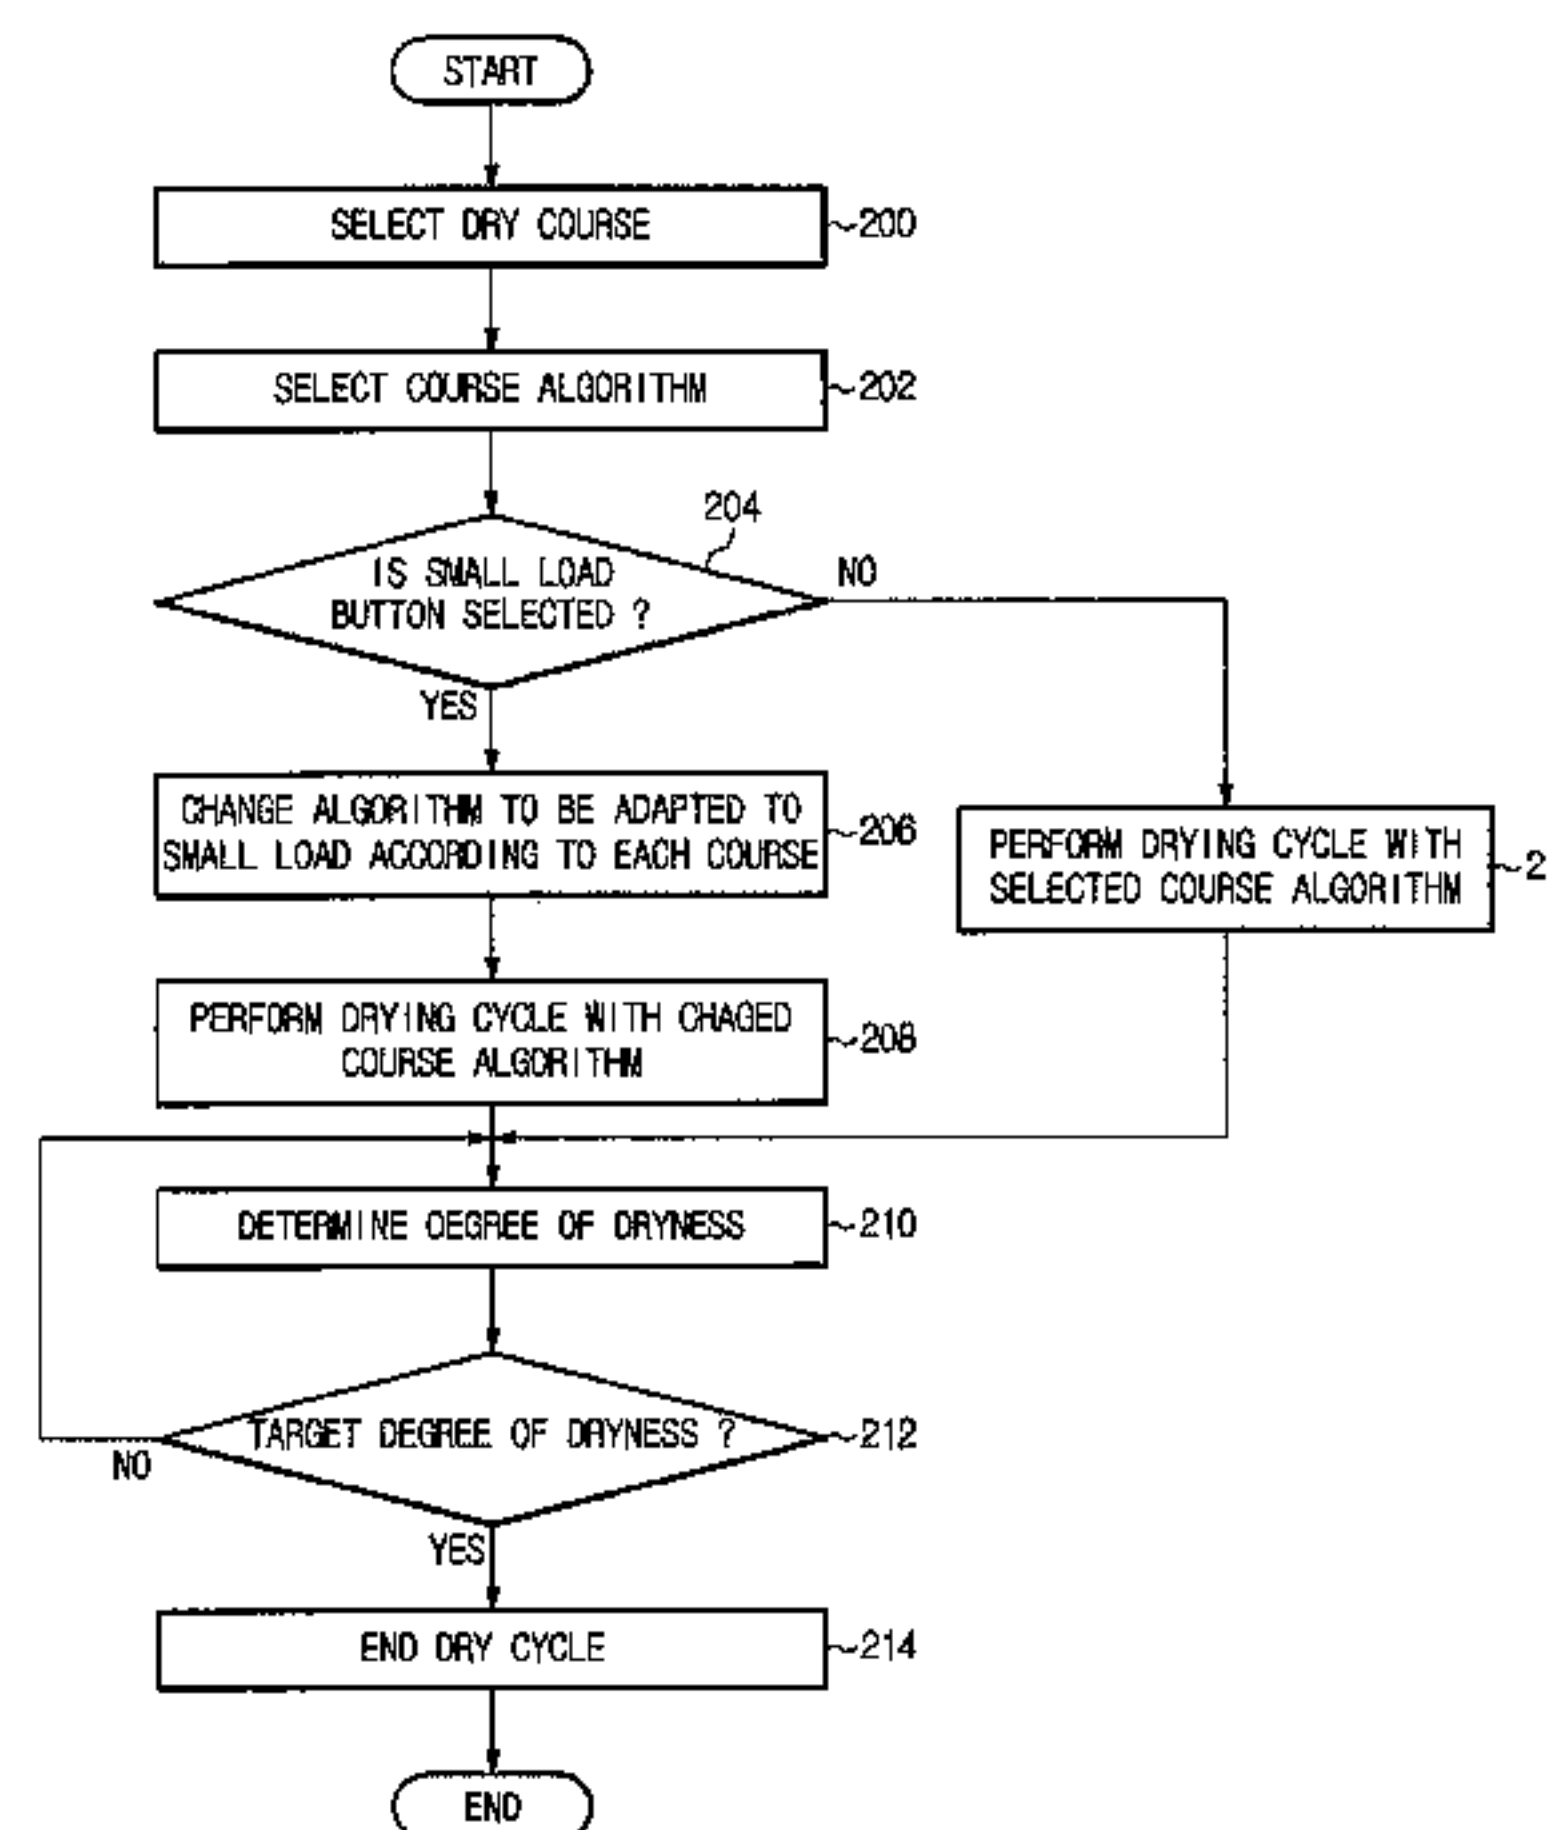 START
SELECT DRY COURSE
200
SELECT COURSE ALGORITHM
202
204
IS SMALL LOAD
BUTTON SELECTED ?
NO
YES
CHANGE ALGORITHM TO BE ADAPTED TO
SMALL LOAD ACCORDING TO EACH COURSE
206
PERFORM DRYING CYCLE WITH
SELECTED COURSE ALGORITHM
2
PERFORM DRYING CYCLE WITH CHAGED
COURSE ALGORITHM
208
DETERMINE DEGREE OF DRYNESS
210
TARGET DEGREE OF DRYNESS ?
212
NO
YES
END DRY CYCLE
214
END